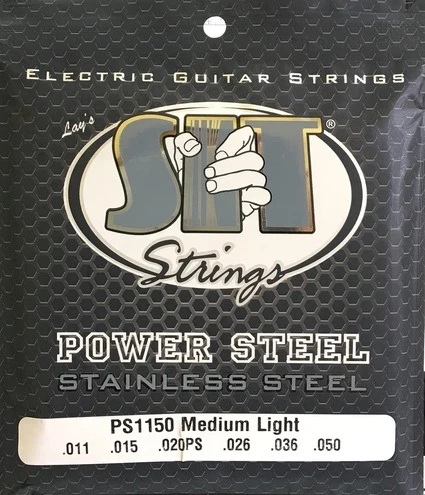 ELECTRIC GUITAR STRINGS
Lay's
SIT®
Strings
POWER STEEL
STAINLESS STEEL
PS1150 Medium Light
.011 .015 .020PS .026 .036 .050